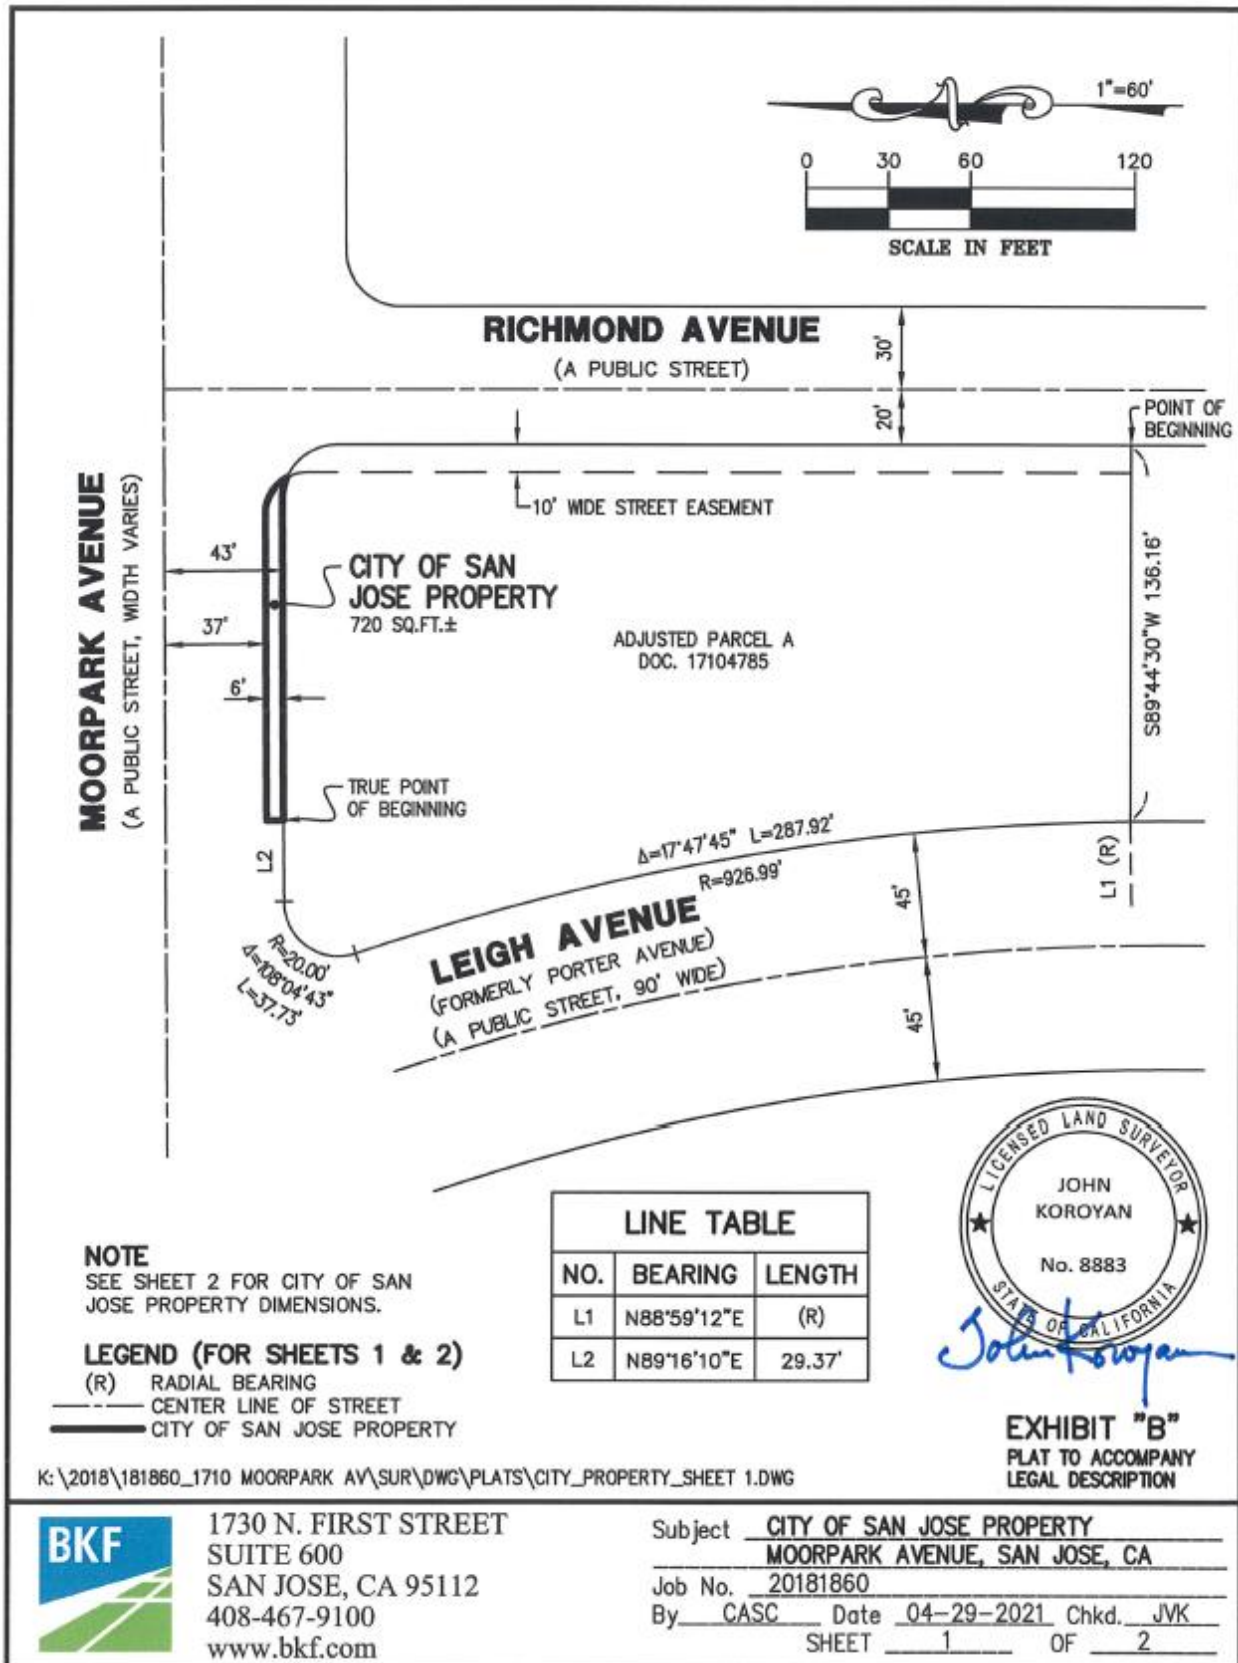 1"=60'
0 30 60 120
SCALE IN FEET
RICHMOND AVENUE
(A PUBLIC STREET)
30'
20'
POINT OF
BEGINNING
10' WIDE STREET EASEMENT
MOORPARK AVENUE
(A PUBLIC STREET, WIDTH VARIES)
43'
37'
6'
CITY OF SAN
JOSE PROPERTY
720 SQ.FT.±
ADJUSTED PARCEL A
DOC. 17104785
S89°44'30"W 136.16'
TRUE POINT
OF BEGINNING
L2
Δ=17°47'45" L=287.92'
R=926.99'
L1 (R)
45'
45'
R=20.00'
Δ=108°04'43"
L=37.73'
LEIGH AVENUE
(FORMERLY PORTER AVENUE)
(A PUBLIC STREET, 90' WIDE)
LICENSED LAND SURVEYOR
JOHN
KOROYAN
No. 8883
STATE OF CALIFORNIA
John Koroyan
LINE TABLE
NO. BEARING LENGTH
L1 N88°59'12"E (R)
L2 N89°16'10"E 29.37'
NOTE
SEE SHEET 2 FOR CITY OF SAN
JOSE PROPERTY DIMENSIONS.
LEGEND (FOR SHEETS 1 & 2)
(R) RADIAL BEARING
CENTER LINE OF STREET
CITY OF SAN JOSE PROPERTY
EXHIBIT "B"
PLAT TO ACCOMPANY
LEGAL DESCRIPTION
K:\2018\181860_1710 MOORPARK AV\SUR\DWG\PLATS\CITY_PROPERTY_SHEET 1.DWG
BKF
1730 N. FIRST STREET
SUITE 600
SAN JOSE, CA 95112
408-467-9100
www.bkf.com
Subject CITY OF SAN JOSE PROPERTY
MOORPARK AVENUE, SAN JOSE, CA
Job No. 20181860
By CASC Date 04-29-2021 Chkd. JVK
SHEET 1 OF 2